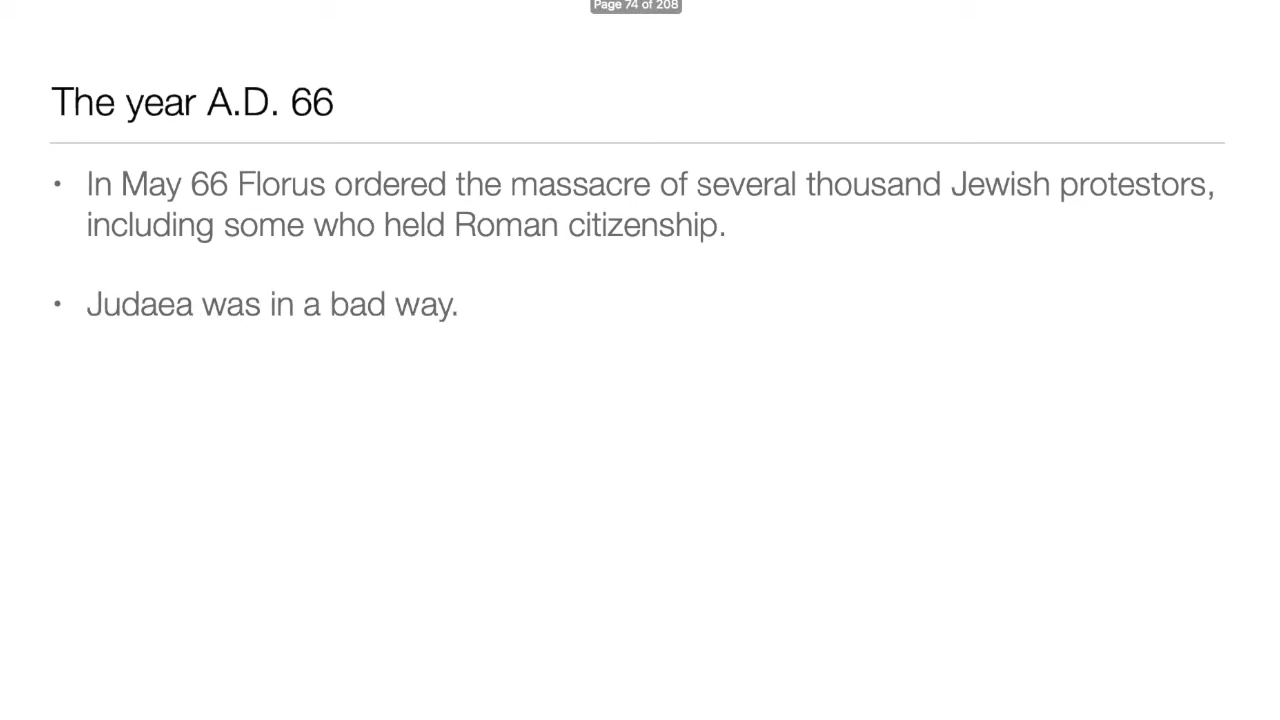 Page 74 of 208
The year A.D. 66
• In May 66 Florus ordered the massacre of several thousand Jewish protestors,
including some who held Roman citizenship.
• Judaea was in a bad way.